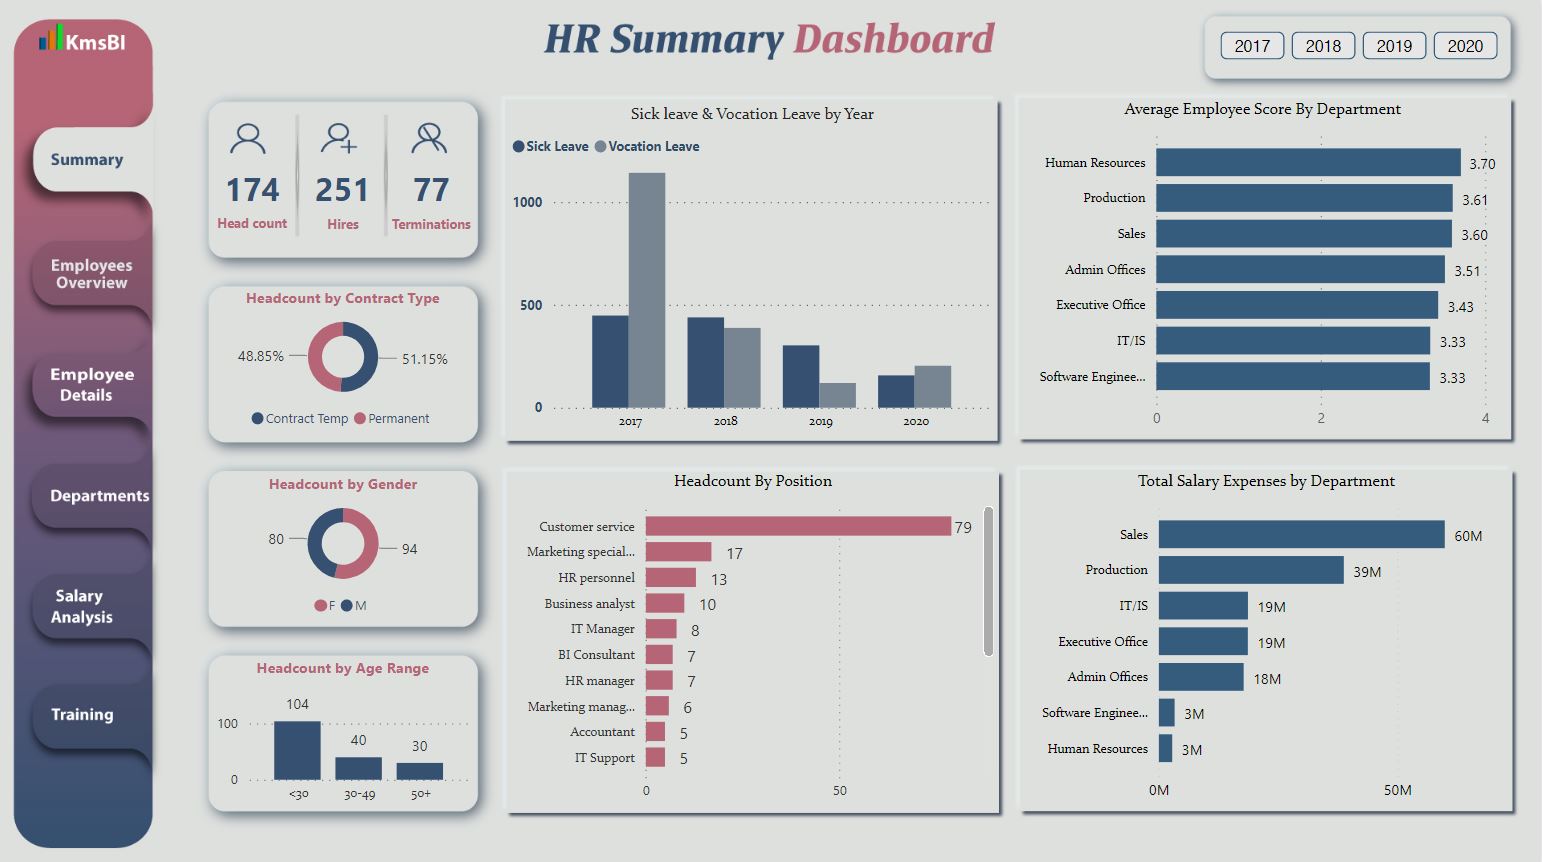 KmsBI
HR Summary Dashboard
2017 2018 2019 2020
Summary
Employees
Overview
Employee
Details
Departments
Salary
Analysis
Training
174 251 77
Head count Hires Terminations
Headcount by Contract Type
48.85% 51.15%
Contract Temp Permanent
Headcount by Gender
80 94
F M
Headcount by Age Range
104
100 40 30
0
<30 30-49 50+
Sick leave & Vocation Leave by Year
Sick Leave Vocation Leave
1000
500
0
2017 2018 2019 2020
Average Employee Score By Department
Human Resources 3.70
Production 3.61
Sales 3.60
Admin Offices 3.51
Executive Office 3.43
IT/IS 3.33
Software Enginee... 3.33
0 2 4
Headcount By Position
Customer service 79
Marketing special... 17
HR personnel 13
Business analyst 10
IT Manager 8
BI Consultant 7
HR manager 7
Marketing manag... 6
Accountant 5
IT Support 5
0 50
Total Salary Expenses by Department
Sales 60M
Production 39M
IT/IS 19M
Executive Office 19M
Admin Offices 18M
Software Enginee... 3M
Human Resources 3M
0M 50M